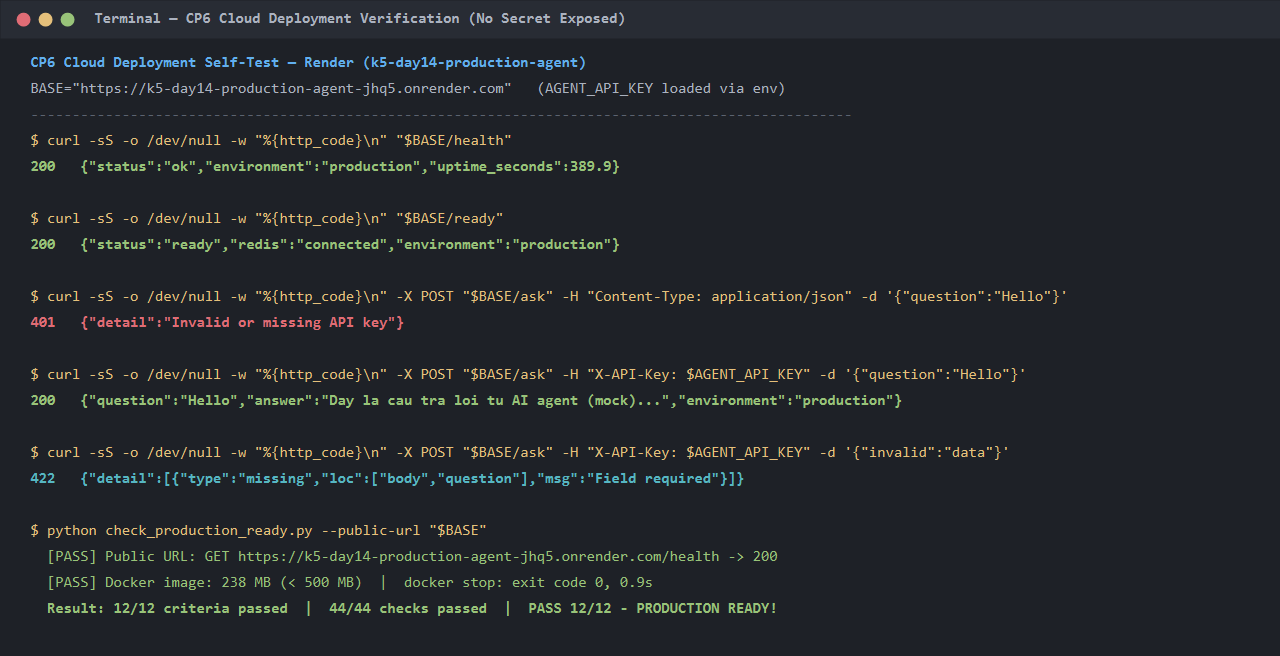 Terminal — CP6 Cloud Deployment Verification (No Secret Exposed)
CP6 Cloud Deployment Self-Test — Render (k5-day14-production-agent)
BASE="https://k5-day14-production-agent-jhq5.onrender.com"   (AGENT_API_KEY loaded via env)
---------------------------------------------------------------------------------------------------
$ curl -sS -o /dev/null -w "%{http_code}\n" "$BASE/health"
200   {"status":"ok","environment":"production","uptime_seconds":389.9}
$ curl -sS -o /dev/null -w "%{http_code}\n" "$BASE/ready"
200   {"status":"ready","redis":"connected","environment":"production"}
$ curl -sS -o /dev/null -w "%{http_code}\n" -X POST "$BASE/ask" -H "Content-Type: application/json" -d '{"question":"Hello"}'
401   {"detail":"Invalid or missing API key"}
$ curl -sS -o /dev/null -w "%{http_code}\n" -X POST "$BASE/ask" -H "X-API-Key: $AGENT_API_KEY" -d '{"question":"Hello"}'
200   {"question":"Hello","answer":"Day la cau tra loi tu AI agent (mock)...","environment":"production"}
$ curl -sS -o /dev/null -w "%{http_code}\n" -X POST "$BASE/ask" -H "X-API-Key: $AGENT_API_KEY" -d '{"invalid":"data"}'
422   {"detail":[{"type":"missing","loc":["body","question"],"msg":"Field required"}]}
$ python check_production_ready.py --public-url "$BASE"
[PASS] Public URL: GET https://k5-day14-production-agent-jhq5.onrender.com/health -> 200
[PASS] Docker image: 238 MB (< 500 MB)  |  docker stop: exit code 0, 0.9s
Result: 12/12 criteria passed  |  44/44 checks passed  |  PASS 12/12 - PRODUCTION READY!